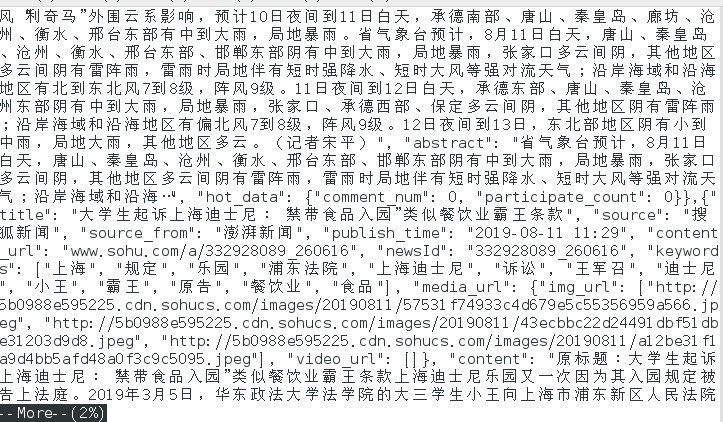 风 “利奇马”外围云系影响，预计10日夜间到11日白天，承德南部、唐山、秦皇岛、廊坊、沧
州、衡水、邢台东部有中到大雨，局地暴雨。省气象台预计，8月11日白天，唐山、秦皇岛
、沧州、衡水、邢台东部、邯郸东部阴有中到大雨，局地暴雨，张家口多云间阴，其他地区
多云间阴有雷阵雨，雷雨时局地伴有短时强降水、短时大风等强对流天气；沿岸海域和沿海
地区有北到东北风7到8级，阵风9级。11日夜间到12日白天，承德东部、唐山、秦皇岛、沧
州东部阴有中到大雨，局地暴雨，张家口、承德西部、保定多云间阴，其他地区阴有雷阵雨
；沿岸海域和沿海地区有偏北风7到8级，阵风9级。12日夜间到13日，东北部地区阴有小到
中雨，局地大雨，其他地区多云。（记者宋平）", "abstract": "省气象台预计，8月11日
白天，唐山、秦皇岛、沧州、衡水、邢台东部、邯郸东部阴有中到大雨，局地暴雨，张家口
多云间阴，其他地区多云间阴有雷阵雨，雷雨时局地伴有短时强降水、短时大风等强对流天
气；沿岸海域和沿海…", "hot_data": {"comment_num": 0, "participate_count": 0}},{"
title": "大学生起诉上海迪士尼： 禁带食品入园”类似餐饮业霸王条款", "source": "搜
狐新闻", "source_from": "澎湃新闻", "publish_time": "2019-08-11 11:29", "content
_url": "www.sohu.com/a/332928089_260616", "newsId": "332928089_260616", "keyword
s": ["上海", "规定", "乐园", "浦东法院", "上海迪士尼", "诉讼", "王军召", "迪士尼
", "小王", "霸王", "原告", "餐饮业", "食品"], "media_url": {"img_url": ["http://
5b0988e595225.cdn.sohucs.com/images/20190811/57531f74933c4d679e5c55356959a566.jp
eg", "http://5b0988e595225.cdn.sohucs.com/images/20190811/43ecbbc22d24491dbf51db
e31203d9d8.jpeg", "http://5b0988e595225.cdn.sohucs.com/images/20190811/a12be31f1
a9d4bb5afd48a0f3c9c5095.jpeg"], "video_url": []}, "content": "原标题：大学生起诉
上海迪士尼： 禁带食品入园”类似餐饮业霸王条款上海迪士尼乐园又一次因为其入园规定被
告上法庭。2019年3月5日，华东政法大学法学院的大三学生小王向上海市浦东新区人民法院
--More--(2%)